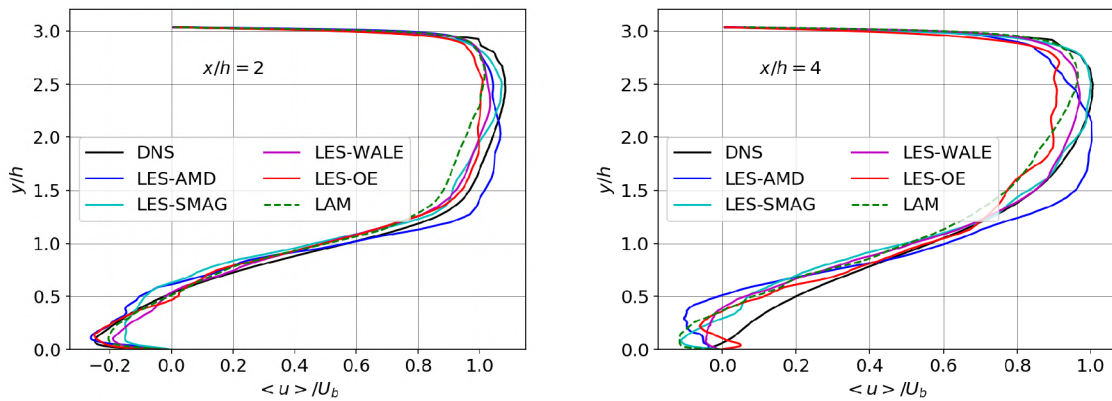 3.0
2.5
2.0
1.5
1.0
0.5
0.0
y/h
x/h = 2
DNS
LES-AMD
LES-SMAG
LES-WALE
LES-OE
LAM
−0.2 0.0 0.2 0.4 0.6 0.8 1.0
< u > /U_b
3.0
2.5
2.0
1.5
1.0
0.5
0.0
y/h
x/h = 4
DNS
LES-AMD
LES-SMAG
LES-WALE
LES-OE
LAM
0.0 0.2 0.4 0.6 0.8 1.0
< u > /U_b